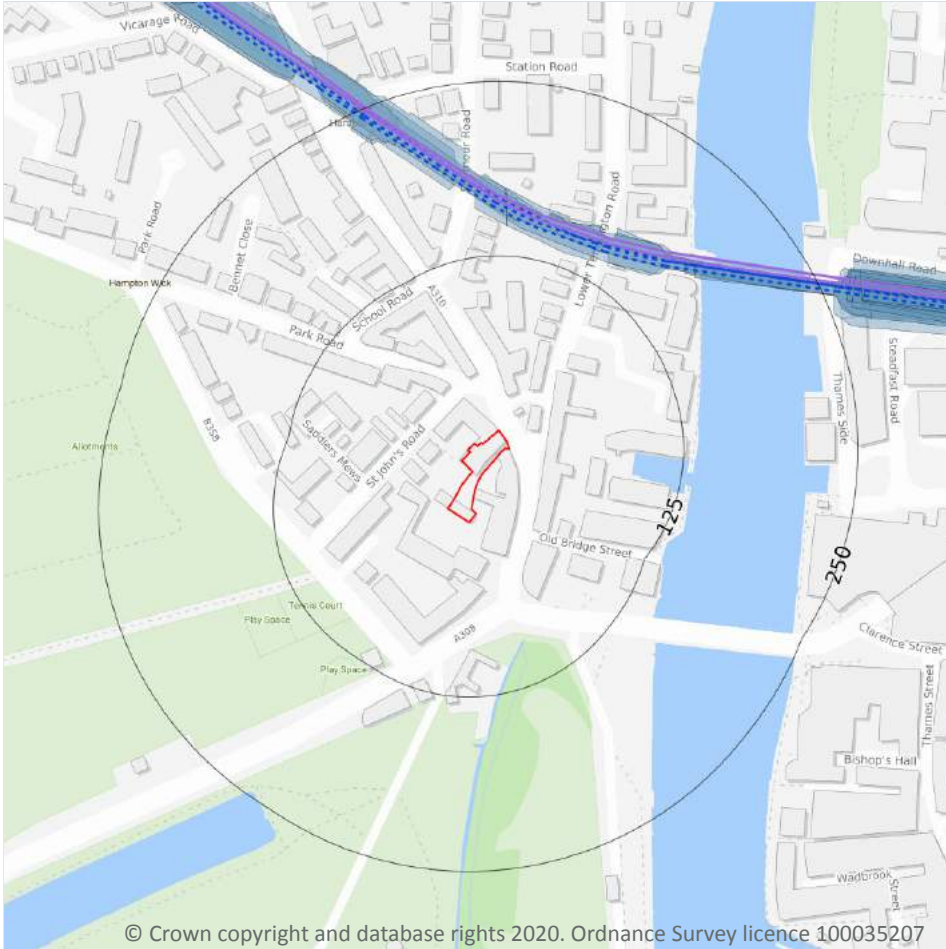 Vicarage Road
Station Road
Lower Teddington Road
Park Road
Bennet Close
Downhall Road
Hampton Wick
School Road
A310
Park Road
Steadfast Road
Thames Side
B358
Allotments
Saddlers Mews
St John's Road
125
Old Bridge Street
250
Tennis Court
Play Space
A308
Clarence Street
Play Space
Thames Street
Bishop's Hall
Wadbrook Street
© Crown copyright and database rights 2020. Ordnance Survey licence 100035207